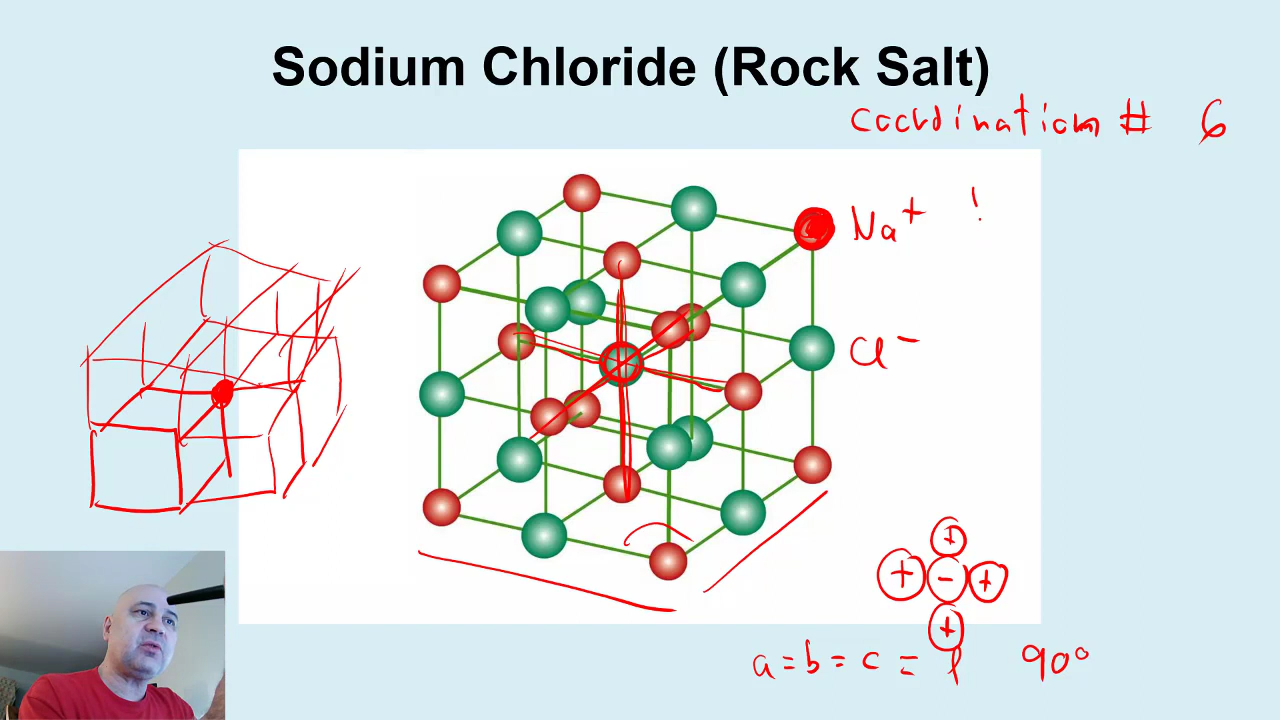 Sodium Chloride (Rock Salt)
coordination # 6
Na+ !
Cl-
+
+ - +
+
a = b = c = l 90°